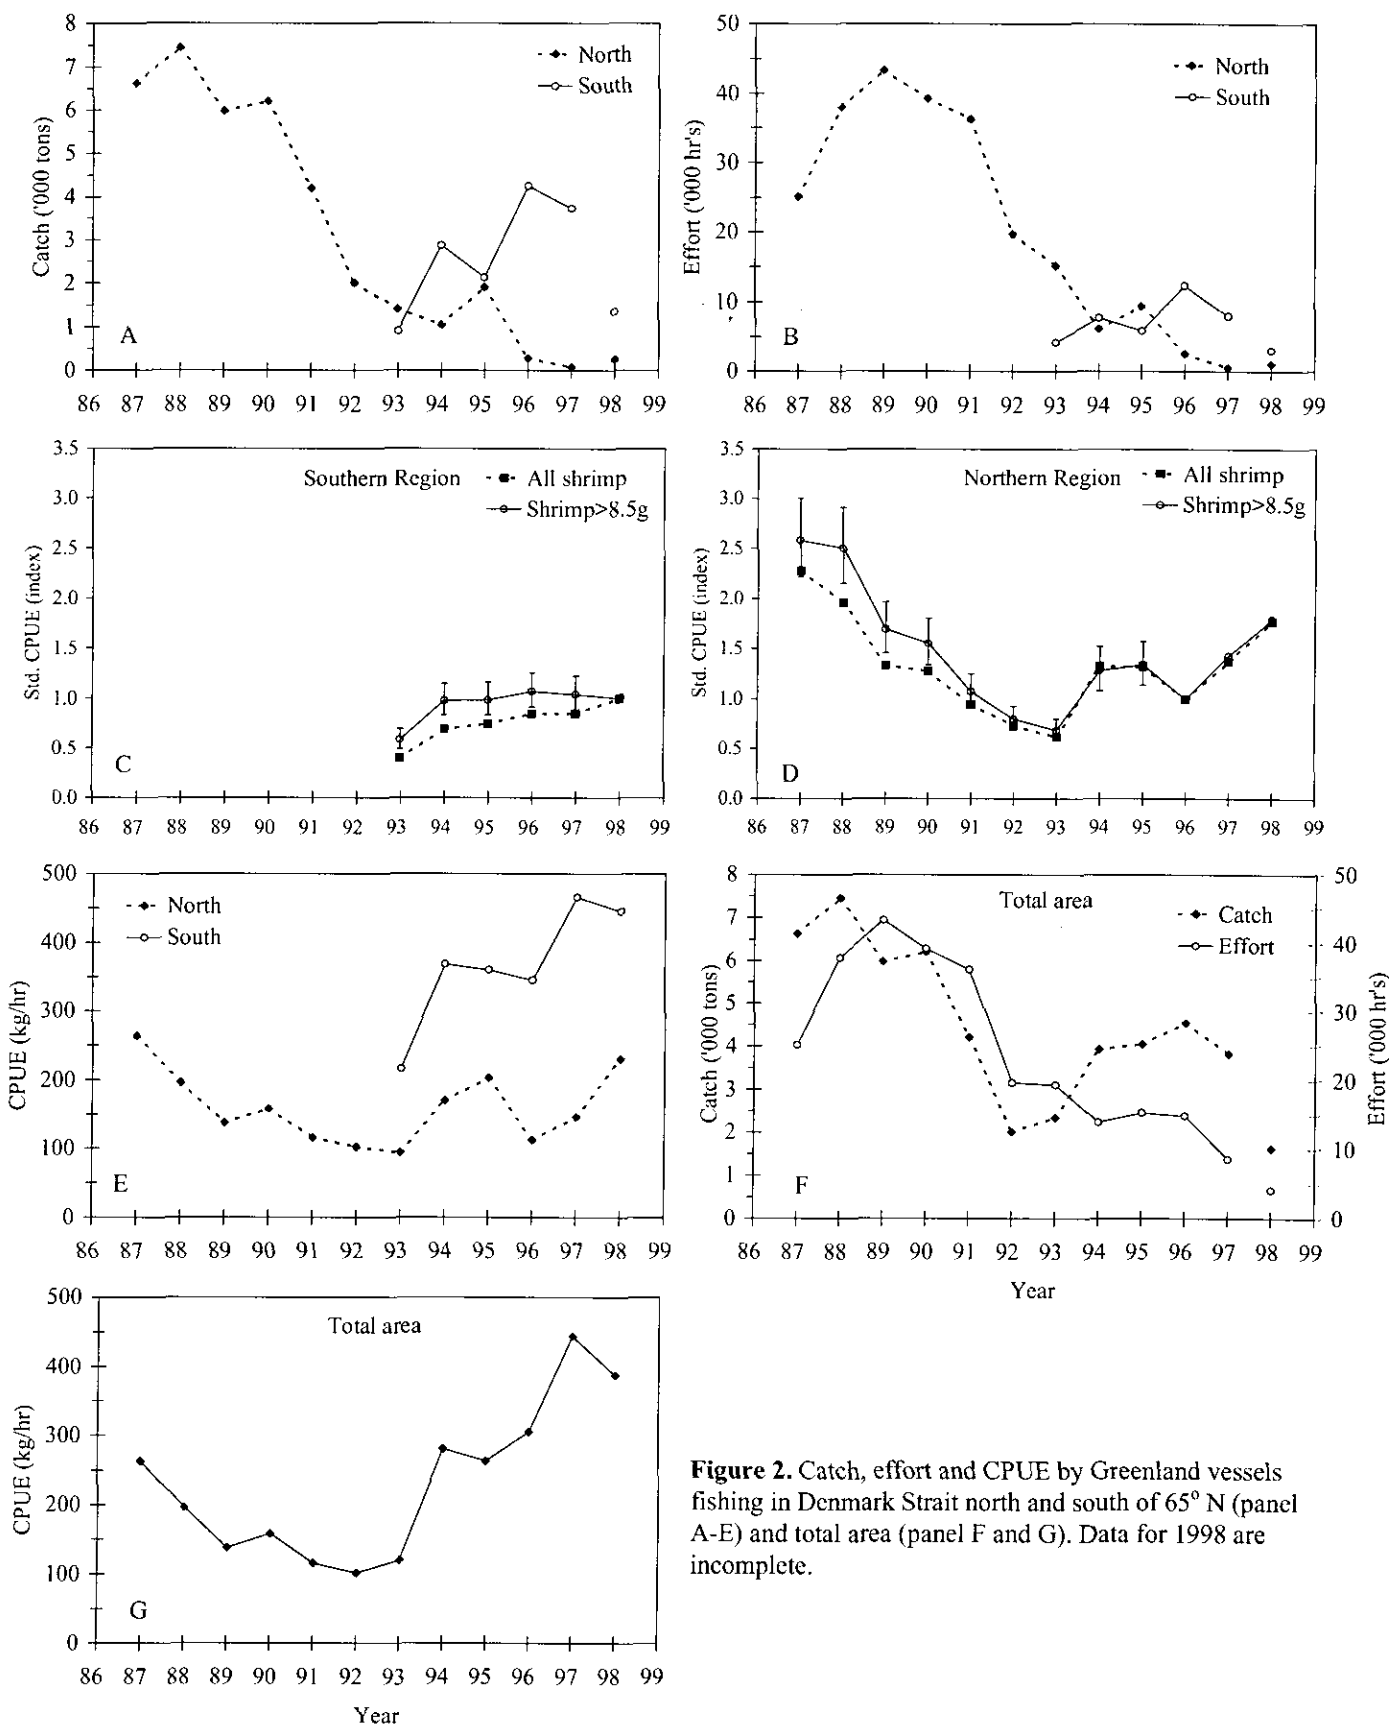 8
7
6
5
4
3
2
1
0
Catch ('000 tons)
North
South
A
86 87 88 89 90 91 92 93 94 95 96 97 98 99
50
40
30
20
10
0
Effort ('000 hr's)
North
South
B
86 87 88 89 90 91 92 93 94 95 96 97 98 99
3.5
3.0
2.5
2.0
1.5
1.0
0.5
0.0
Std. CPUE (index)
Southern Region
All shrimp
Shrimp>8.5g
C
86 87 88 89 90 91 92 93 94 95 96 97 98 99
3.5
3.0
2.5
2.0
1.5
1.0
0.5
0.0
Std. CPUE (index)
Northern Region
All shrimp
Shrimp>8.5g
D
86 87 88 89 90 91 92 93 94 95 96 97 98 99
500
400
300
200
100
0
CPUE (kg/hr)
North
South
E
86 87 88 89 90 91 92 93 94 95 96 97 98 99
8
7
6
5
4
3
2
1
0
Catch ('000 tons)
Total area
Catch
Effort
F
50
40
30
20
10
0
Effort ('000 hr's)
86 87 88 89 90 91 92 93 94 95 96 97 98 99
Year
500
400
300
200
100
0
CPUE (kg/hr)
Total area
G
86 87 88 89 90 91 92 93 94 95 96 97 98 99
Year
Figure 2. Catch, effort and CPUE by Greenland vessels
fishing in Denmark Strait north and south of 65° N (panel
A-E) and total area (panel F and G). Data for 1998 are
incomplete.